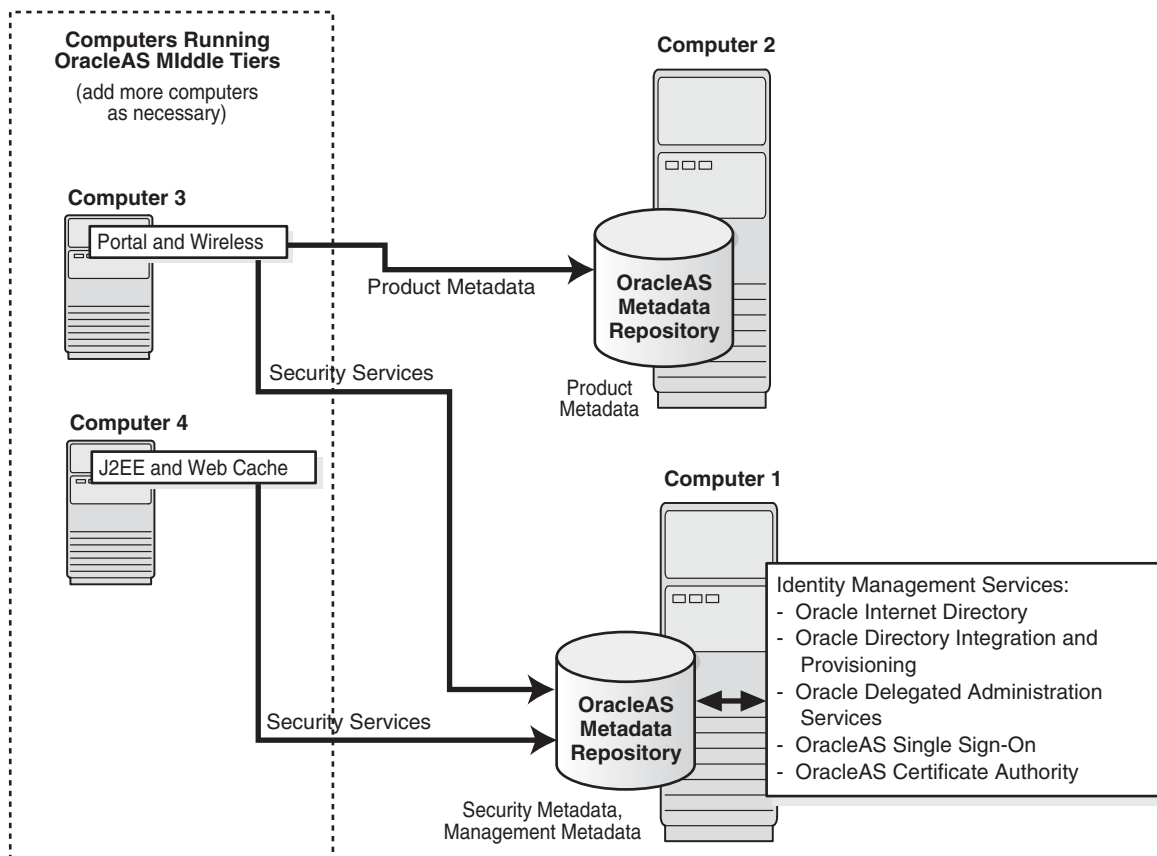 Computers Running
OracleAS MIddle Tiers
(add more computers
as necessary)
Computer 2
Computer 3
Portal and Wireless
Product Metadata
OracleAS
Metadata
Repository
Security Services
Product
Metadata
Computer 4
J2EE and Web Cache
Computer 1
Identity Management Services:
- Oracle Internet Directory
- Oracle Directory Integration and
Provisioning
- Oracle Delegated Administration
Services
- OracleAS Single Sign-On
- OracleAS Certificate Authority
OracleAS
Metadata
Repository
Security Services
Security Metadata,
Management Metadata